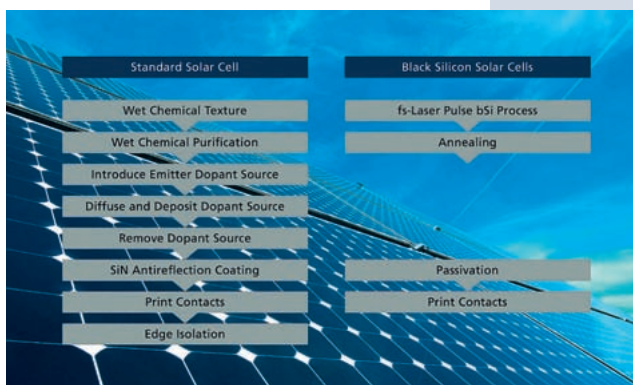 Standard Solar Cell
Wet Chemical Texture
Wet Chemical Purification
Introduce Emitter Dopant Source
Diffuse and Deposit Dopant Source
Remove Dopant Source
SiN Antireflection Coating
Print Contacts
Edge Isolation
Black Silicon Solar Cells
fs-Laser Pulse bSi Process
Annealing
Passivation
Print Contacts